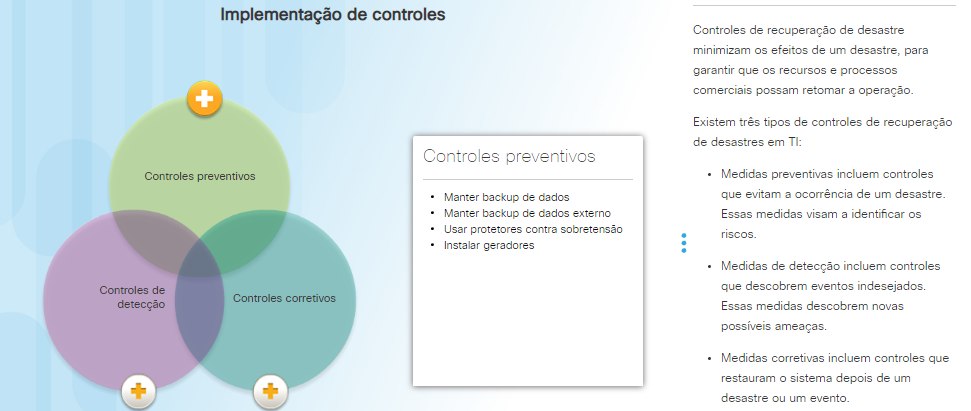 Implementação de controles
Controles preventivos
Controles de
detecção
Controles corretivos
Controles preventivos
• Manter backup de dados
• Manter backup de dados externo
• Usar protetores contra sobretensão
• Instalar geradores
Controles de recuperação de desastre
minimizam os efeitos de um desastre, para
garantir que os recursos e processos
comerciais possam retomar a operação.
Existem três tipos de controles de recuperação
de desastres em TI:
• Medidas preventivas incluem controles
que evitam a ocorrência de um desastre.
Essas medidas visam a identificar os
riscos.
• Medidas de detecção incluem controles
que descobrem eventos indesejados.
Essas medidas descobrem novas
possíveis ameaças.
• Medidas corretivas incluem controles que
restauram o sistema depois de um
desastre ou um evento.